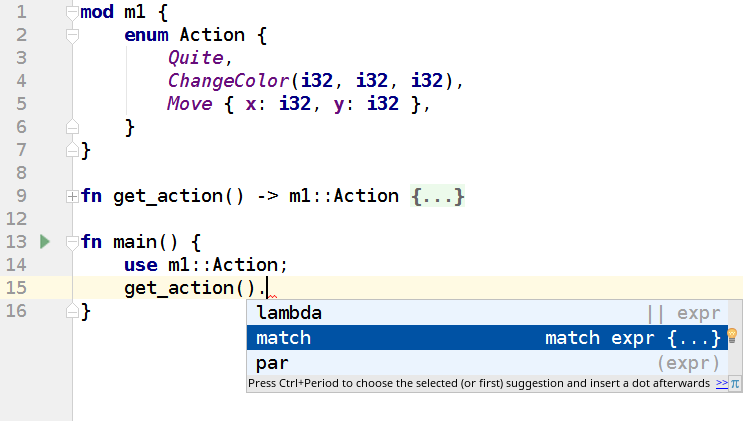 1 mod m1 {
2 enum Action {
3 Quite,
4 ChangeColor(i32, i32, i32),
5 Move { x: i32, y: i32 },
6 }
7 }
8
9 fn get_action() -> m1::Action {...}
12
13 fn main() {
14 use m1::Action;
15 get_action().
16 }
lambda || expr
match match expr {...}
par (expr)
Press Ctrl+Period to choose the selected (or first) suggestion and insert a dot afterwards >> π